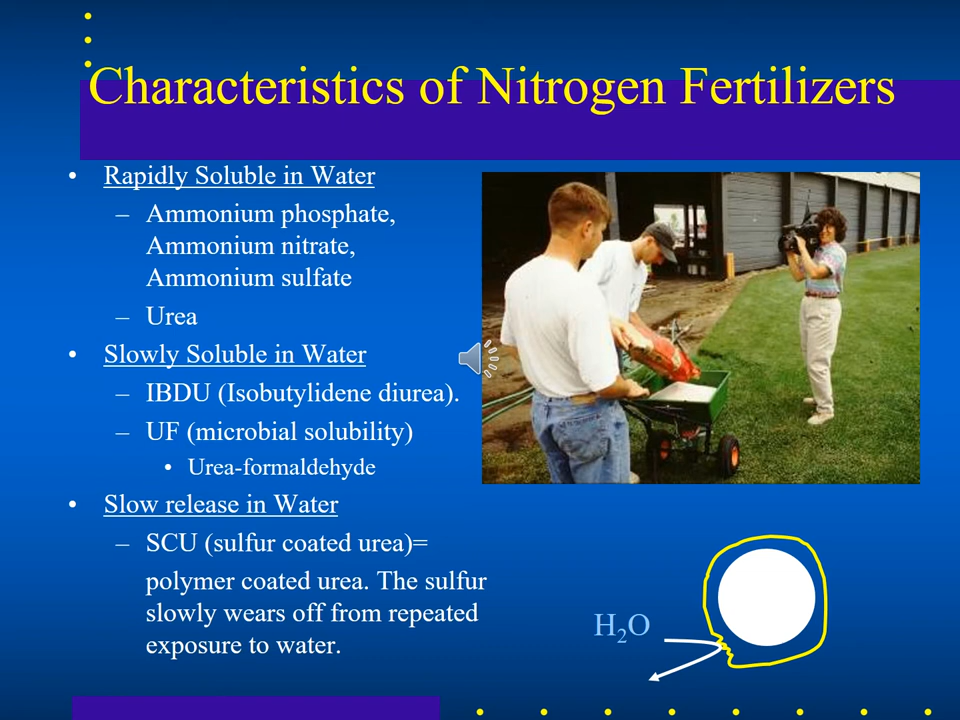 Characteristics of Nitrogen Fertilizers
• Rapidly Soluble in Water
– Ammonium phosphate,
Ammonium nitrate,
Ammonium sulfate
– Urea
• Slowly Soluble in Water
– IBDU (Isobutylidene diurea).
– UF (microbial solubility)
• Urea-formaldehyde
• Slow release in Water
– SCU (sulfur coated urea)=
polymer coated urea. The sulfur
slowly wears off from repeated
exposure to water.
H₂O